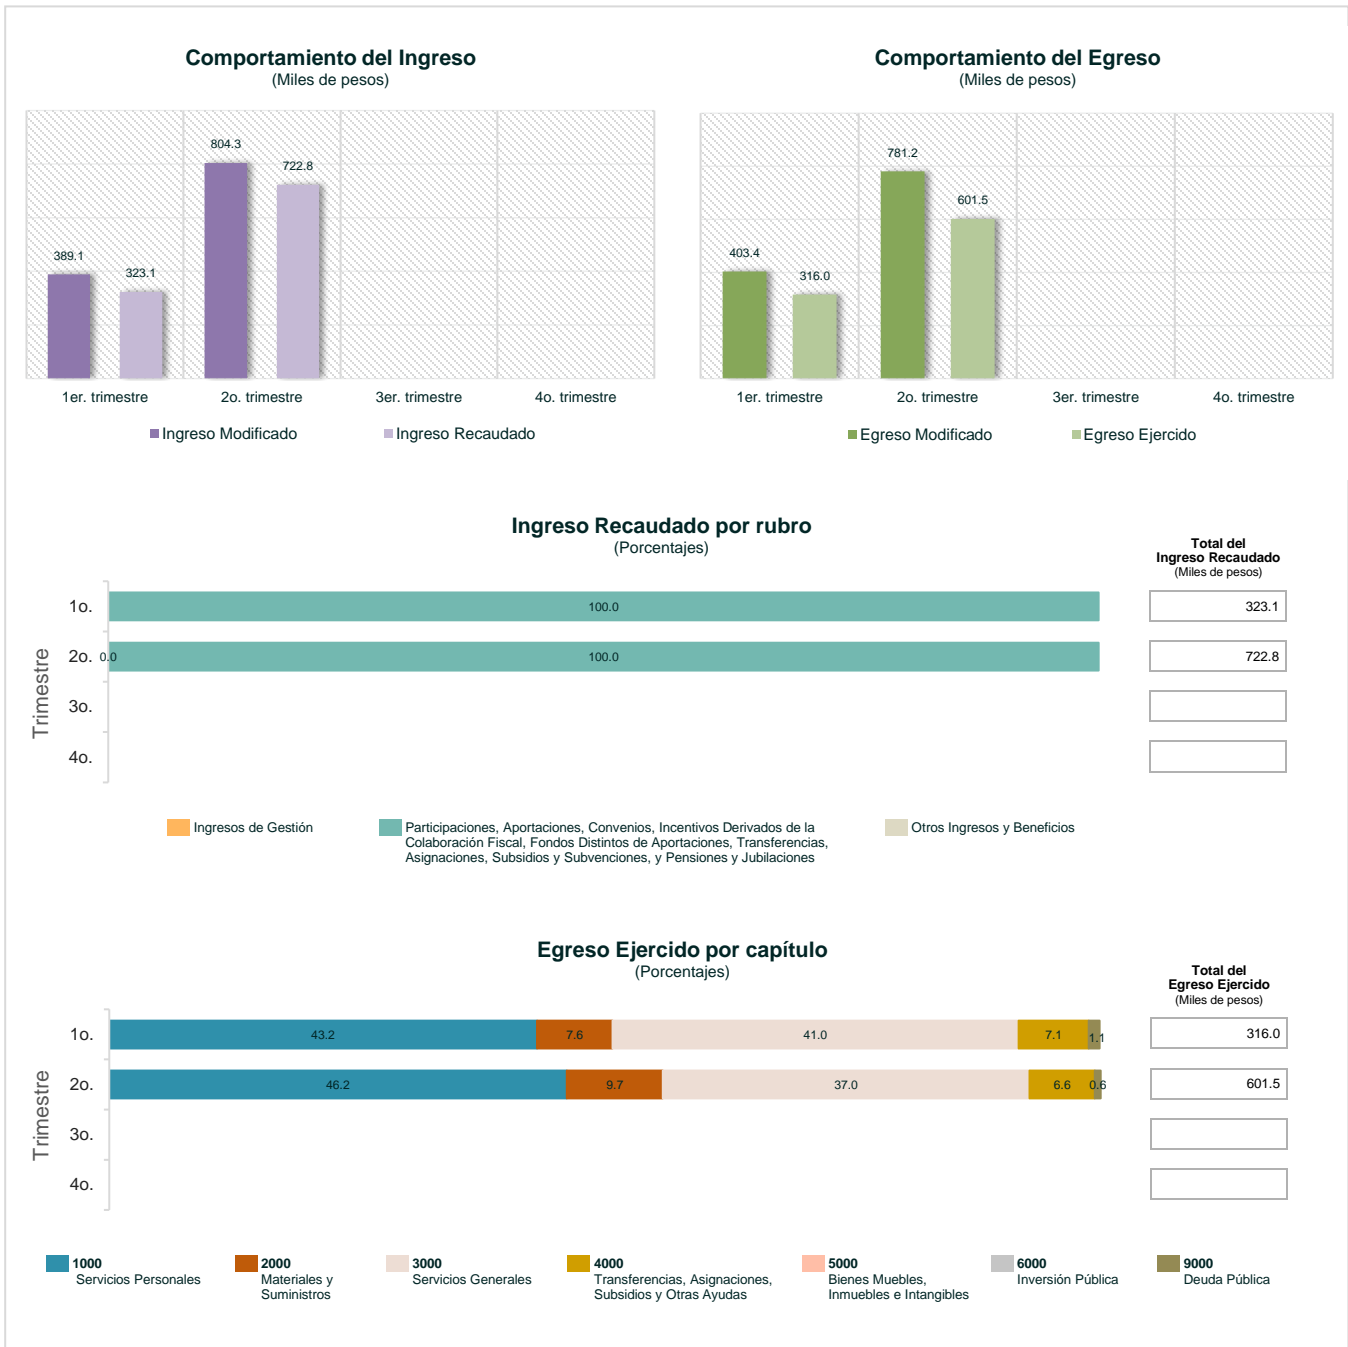 Comportamiento del Ingreso
(Miles de pesos)
804.3
722.8
389.1
323.1
1er. trimestre 2o. trimestre 3er. trimestre 4o. trimestre
Ingreso Modificado Ingreso Recaudado
Comportamiento del Egreso
(Miles de pesos)
781.2
601.5
403.4
316.0
1er. trimestre 2o. trimestre 3er. trimestre 4o. trimestre
Egreso Modificado Egreso Ejercido
Ingreso Recaudado por rubro
(Porcentajes)
Total del
Ingreso Recaudado
(Miles de pesos)
Trimestre
1o. 100.0 323.1
2o. 0.0 100.0 722.8
3o.
4o.
Ingresos de Gestión
Participaciones, Aportaciones, Convenios, Incentivos Derivados de la
Colaboración Fiscal, Fondos Distintos de Aportaciones, Transferencias,
Asignaciones, Subsidios y Subvenciones, y Pensiones y Jubilaciones
Otros Ingresos y Beneficios
Egreso Ejercido por capítulo
(Porcentajes)
Total del
Egreso Ejercido
(Miles de pesos)
Trimestre
1o. 43.2 7.6 41.0 7.1 1.1 316.0
2o. 46.2 9.7 37.0 6.6 0.6 601.5
3o.
4o.
1000
Servicios Personales
2000
Materiales y
Suministros
3000
Servicios Generales
4000
Transferencias, Asignaciones,
Subsidios y Otras Ayudas
5000
Bienes Muebles,
Inmuebles e Intangibles
6000
Inversión Pública
9000
Deuda Pública